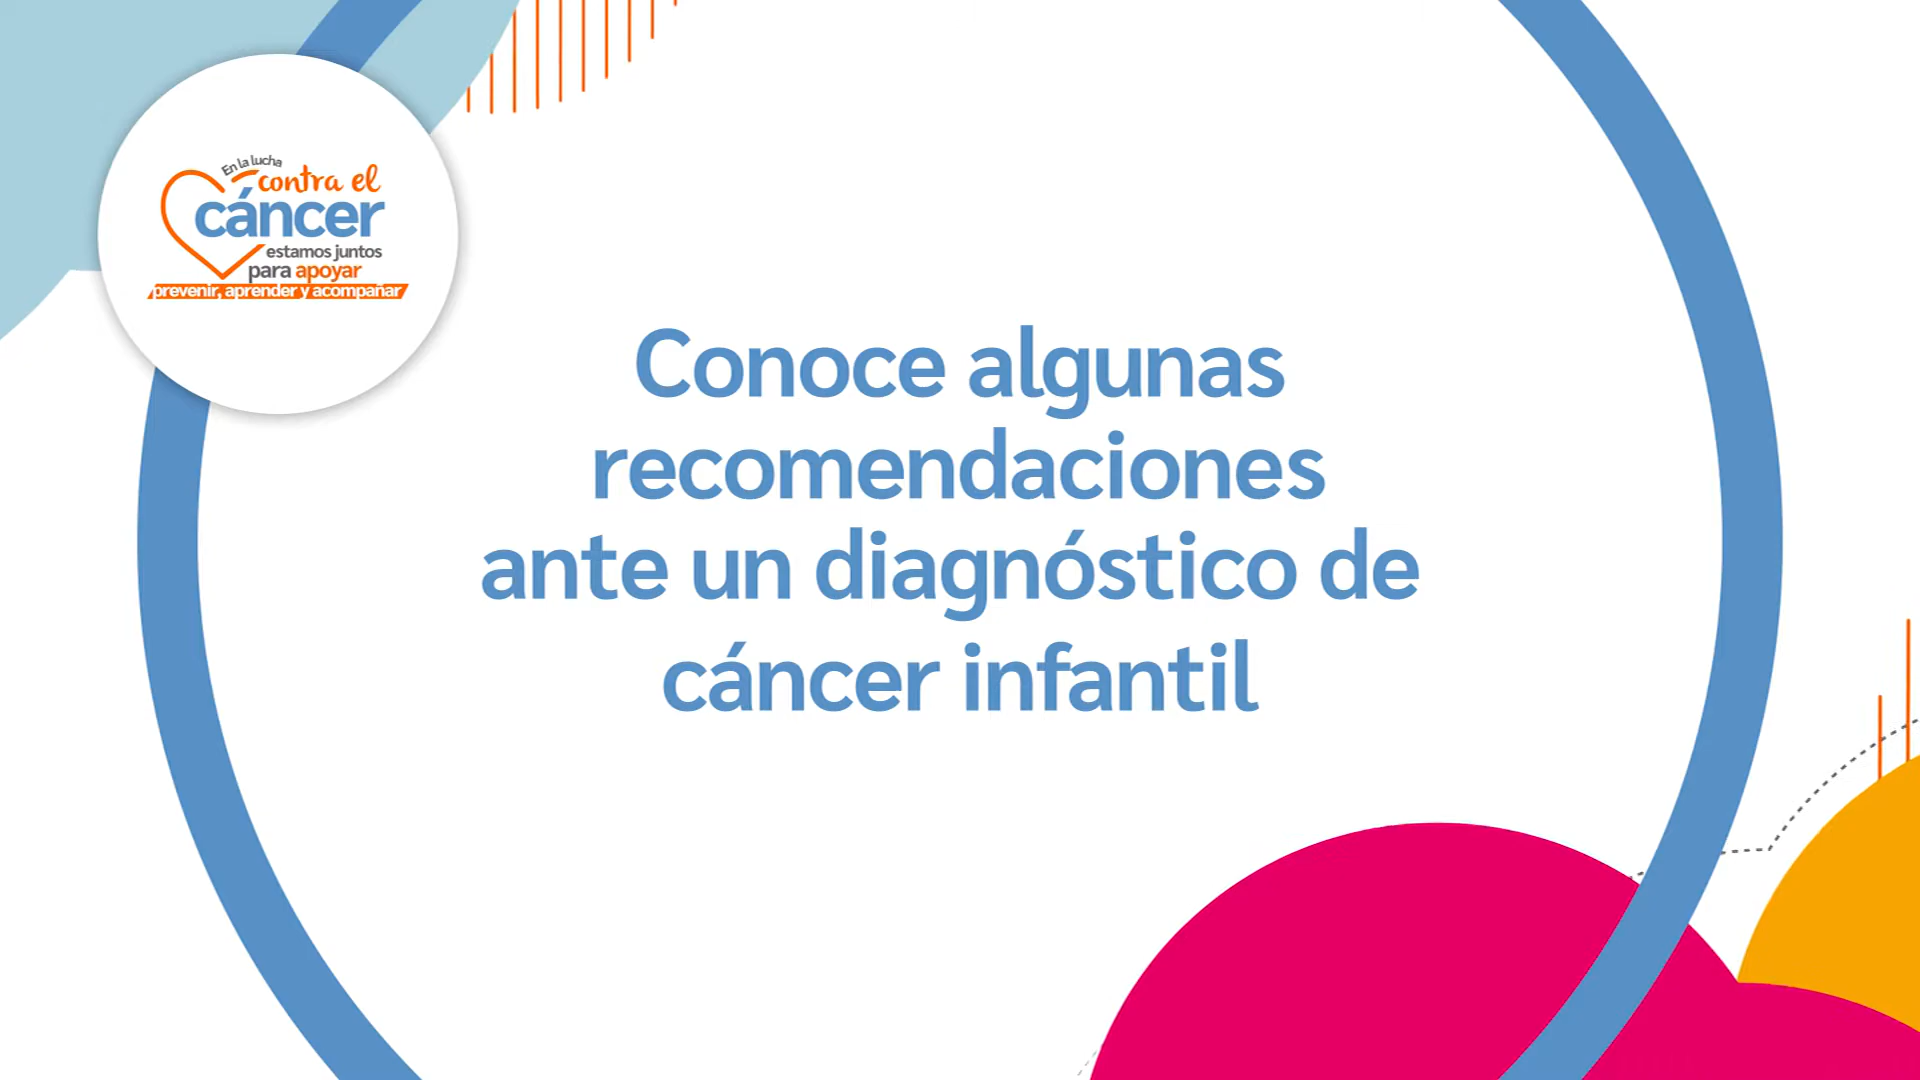 En la lucha
contra el
cáncer
estamos juntos
para apoyar
prevenir, aprender y acompañar
Conoce algunas
recomendaciones
ante un diagnóstico de
cáncer infantil